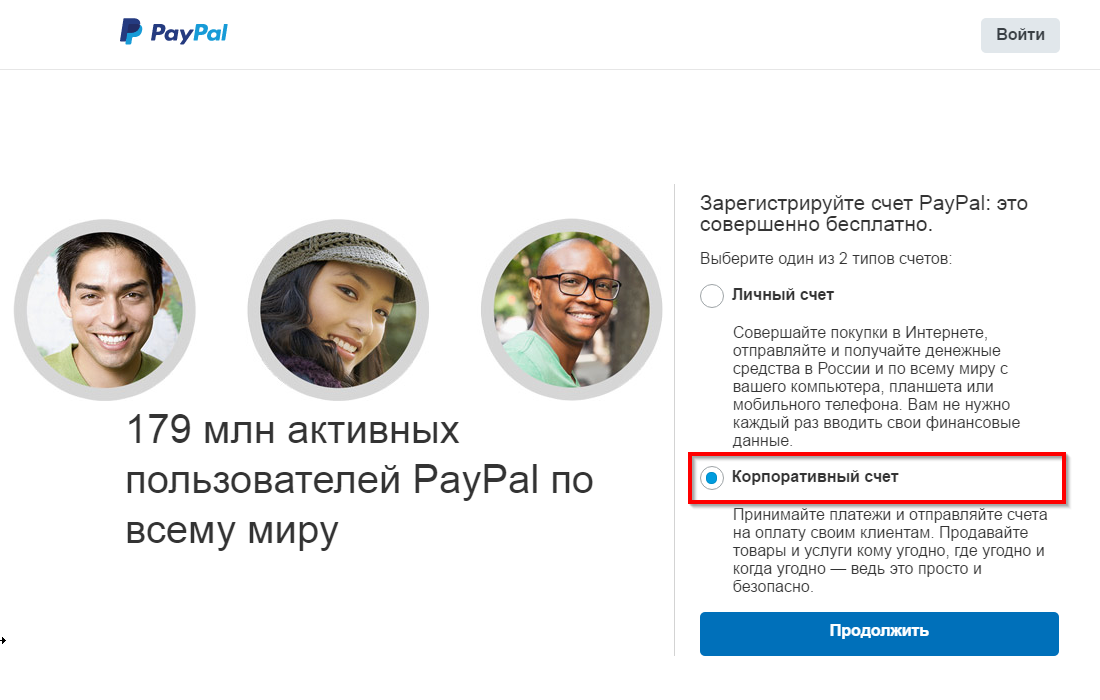 PayPal
Войти
179 млн активных
пользователей PayPal по
всему миру
Зарегистрируйте счет PayPal: это
совершенно бесплатно.
Выберите один из 2 типов счетов:
Личный счет
Совершайте покупки в Интернете,
отправляйте и получайте денежные
средства в России и по всему миру с
вашего компьютера, планшета или
мобильного телефона. Вам не нужно
каждый раз вводить свои финансовые
данные.
Корпоративный счет
Принимайте платежи и отправляйте счета
на оплату своим клиентам. Продавайте
товары и услуги кому угодно, где угодно и
когда угодно — ведь это просто и
безопасно.
Продолжить